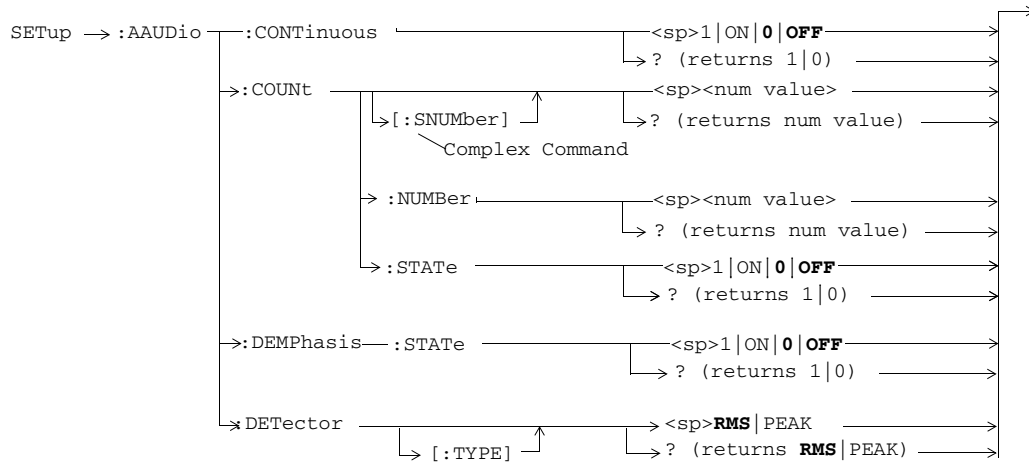 SETup :AAUDio :CONTinuous <sp>1|ON|0|OFF
? (returns 1|0)
:COUNt <sp><num value>
[:SNUMber] ? (returns num value)
Complex Command
:NUMBer <sp><num value>
? (returns num value)
:STATe <sp>1|ON|0|OFF
? (returns 1|0)
:DEMPhasis :STATe <sp>1|ON|0|OFF
? (returns 1|0)
:DETector <sp>RMS|PEAK
[:TYPE] ? (returns RMS|PEAK)